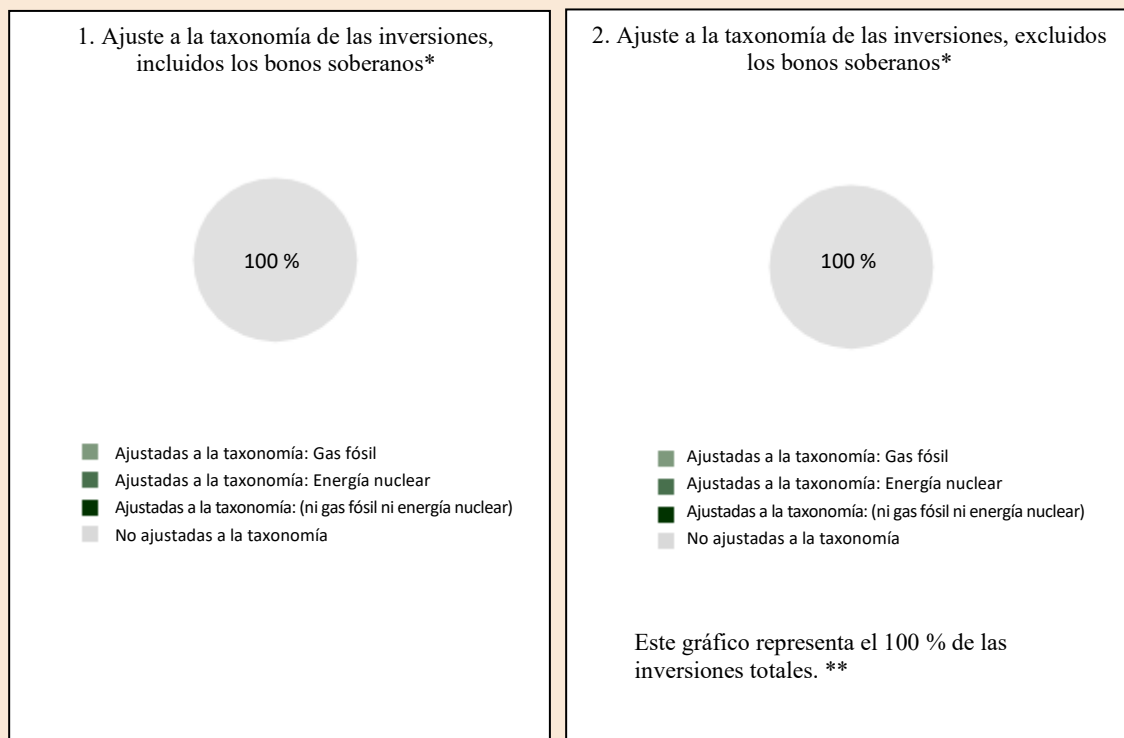 1. Ajuste a la taxonomía de las inversiones,
incluidos los bonos soberanos*
100 %
Ajustadas a la taxonomía: Gas fósil
Ajustadas a la taxonomía: Energía nuclear
Ajustadas a la taxonomía: (ni gas fósil ni energía nuclear)
No ajustadas a la taxonomía
2. Ajuste a la taxonomía de las inversiones, excluidos
los bonos soberanos*
100 %
Ajustadas a la taxonomía: Gas fósil
Ajustadas a la taxonomía: Energía nuclear
Ajustadas a la taxonomía: (ni gas fósil ni energía nuclear)
No ajustadas a la taxonomía
Este gráfico representa el 100 % de las
inversiones totales. **